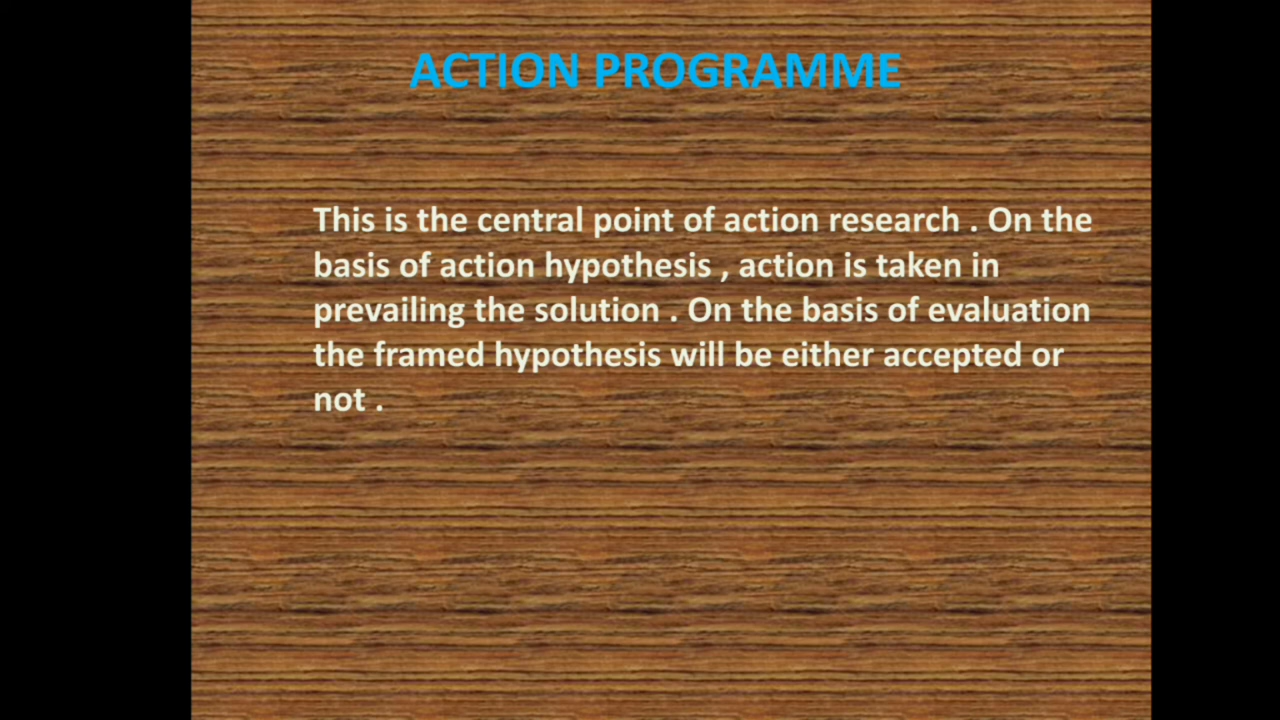 ACTION PROGRAMME
This is the central point of action research . On the
basis of action hypothesis , action is taken in
prevailing the solution . On the basis of evaluation
the framed hypothesis will be either accepted or
not .